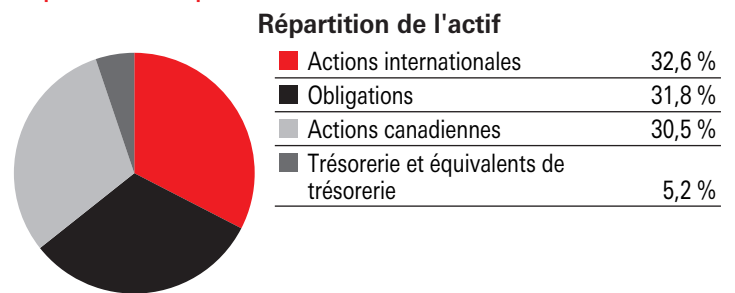 Répartition de l'actif
Actions internationales 32,6 %
Obligations 31,8 %
Actions canadiennes 30,5 %
Trésorerie et équivalents de
trésorerie 5,2 %